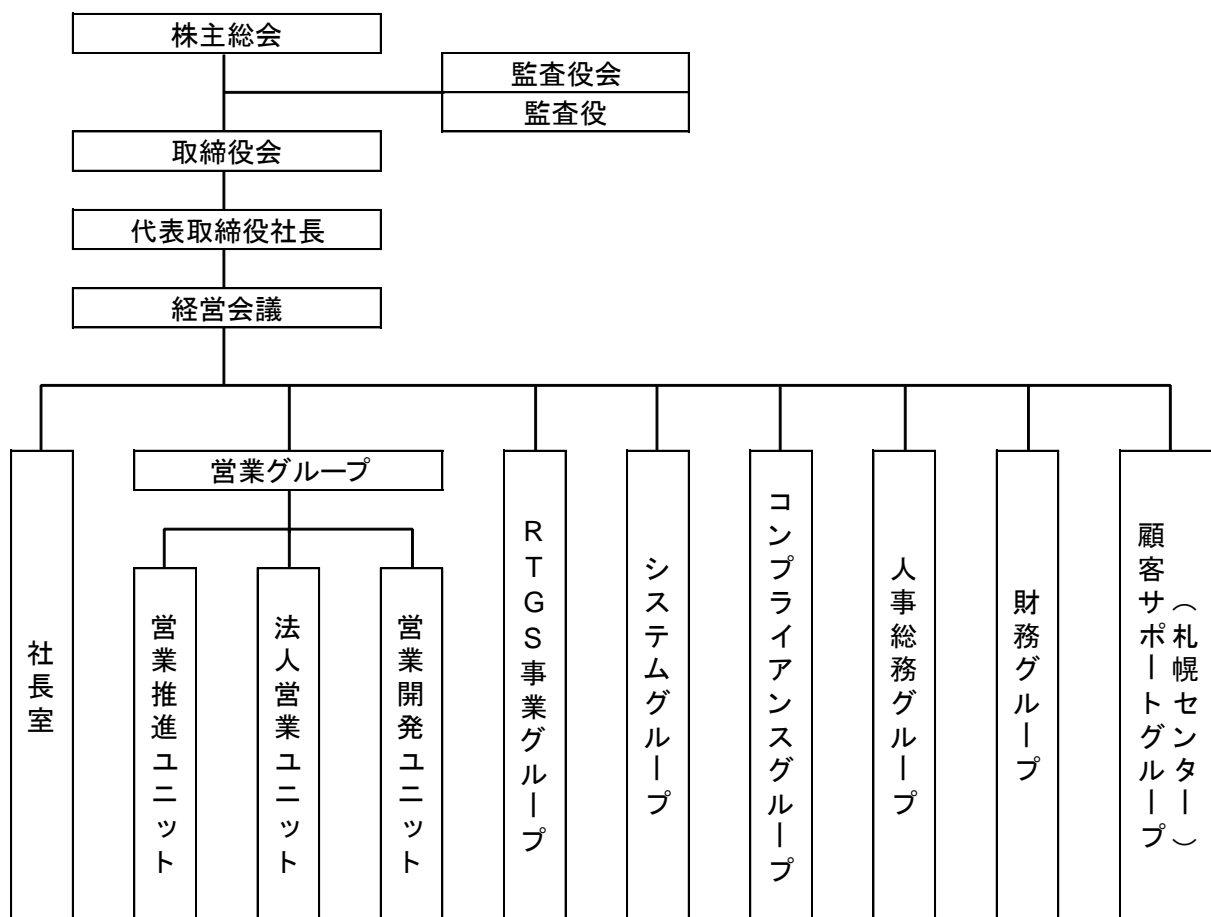 株主総会
監査役会
監査役
取締役会
代表取締役社長
経営会議
社長室
営業グループ
営業推進ユニット
法人営業ユニット
営業開発ユニット
RTGS事業グループ
システムグループ
コンプライアンスグループ
人事総務グループ
財務グループ
顧客サポートグループ
（札幌センター）